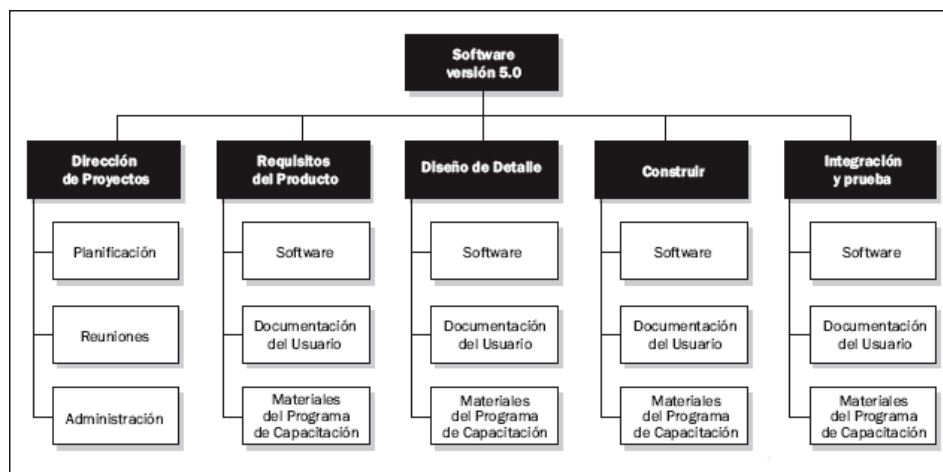 Software
versión 5.0
Dirección
de Proyectos
Requisitos
del Producto
Diseño de Detalle
Construir
Integración
y prueba
Planificación
Software
Software
Software
Software
Reuniones
Documentación
del Usuario
Documentación
del Usuario
Documentación
del Usuario
Documentación
del Usuario
Administración
Materiales
del Programa
de Capacitación
Materiales
del Programa
de Capacitación
Materiales
del Programa
de Capacitación
Materiales
del Programa
de Capacitación